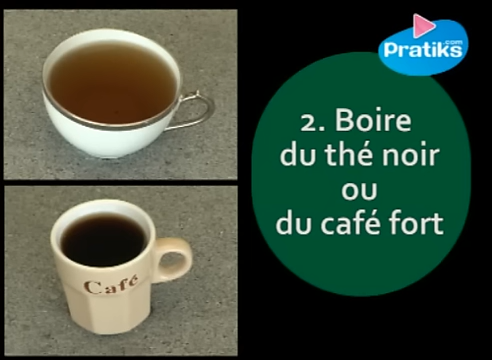 Pratiks.com
2. Boire
du thé noir
ou
du café fort
Café